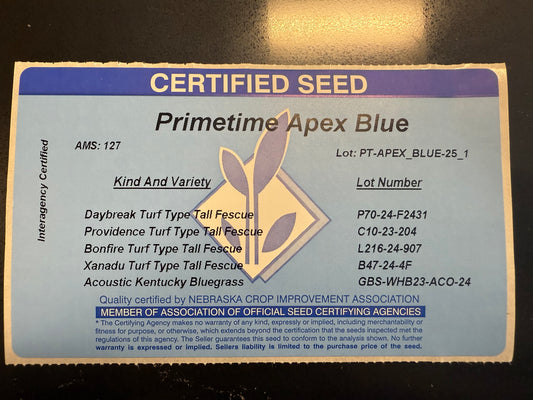 CERTIFIED SEED
Primetime Apex Blue
Interagency Certified
AMS: 127
Lot: PT-APEX_BLUE-25_1
Kind And Variety Lot Number
Daybreak Turf Type Tall Fescue P70-24-F2431
Providence Turf Type Tall Fescue C10-23-204
Bonfire Turf Type Tall Fescue L216-24-907
Xanadu Turf Type Tall Fescue B47-24-4F
Acoustic Kentucky Bluegrass GBS-WHB23-ACO-24
Quality certified by NEBRASKA CROP IMPROVEMENT ASSOCIATION
MEMBER OF ASSOCIATION OF OFFICIAL SEED CERTIFYING AGENCIES
* The Certifying Agency makes no warranty of any kind, expressly or implied, including merchantability or
fitness for purpose, or otherwise, which extends beyond the certification that the seeds inspected met the
regulations of this agency. The Seller guarantees this seed to conform to the analysis shown. No further
warranty is expressed or implied. Sellers liability is limited to the purchase price of the seed.